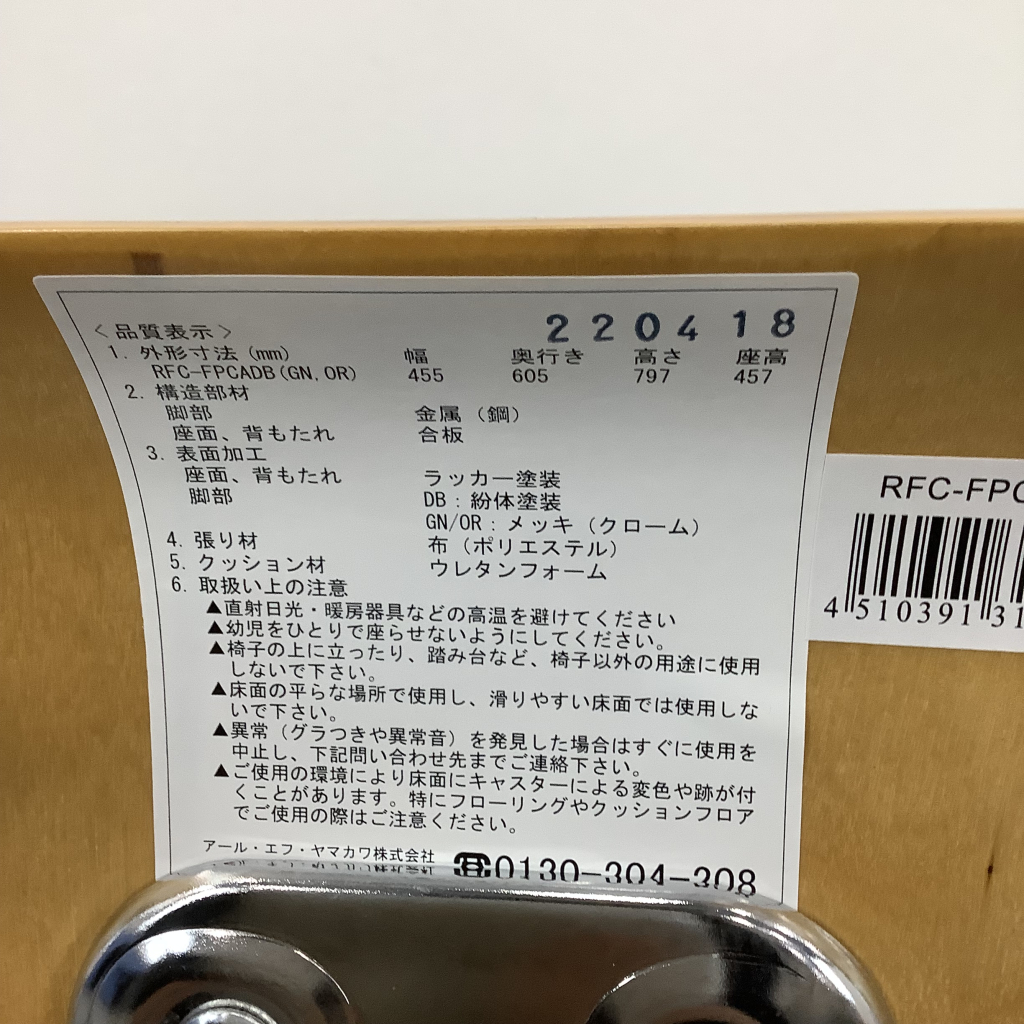 220418
〈品質表示〉
1. 外形寸法(mm) 幅 奥行き 高さ 座高
RFC-FPCADB(GN,OR) 455 605 797 457
2. 構造部材
脚部 金属(鋼)
座面、背もたれ 合板
3. 表面加工
座面、背もたれ ラッカー塗装
脚部 DB:紛体塗装
GN/OR:メッキ(クローム)
4. 張り材 布(ポリエステル)
5. クッション材 ウレタンフォーム
6. 取扱い上の注意
▲直射日光・暖房器具などの高温を避けてください
▲幼児をひとりで座らせないようにしてください。
▲椅子の上に立ったり、踏み台など、椅子以外の用途に使用
しないで下さい。
▲床面の平らな場所で使用し、滑りやすい床面では使用しな
いで下さい。
▲異常(グラつきや異常音)を発見した場合はすぐに使用を
中止し、下記問い合わせ先までご連絡下さい。
▲ご使用の環境により床面にキャスターによる変色や跡が付
くことがあります。特にフローリングやクッションフロア
でご使用の際はご注意ください。
アール・エフ・ヤマカワ株式会社
RFC-FPC
4 510391 31